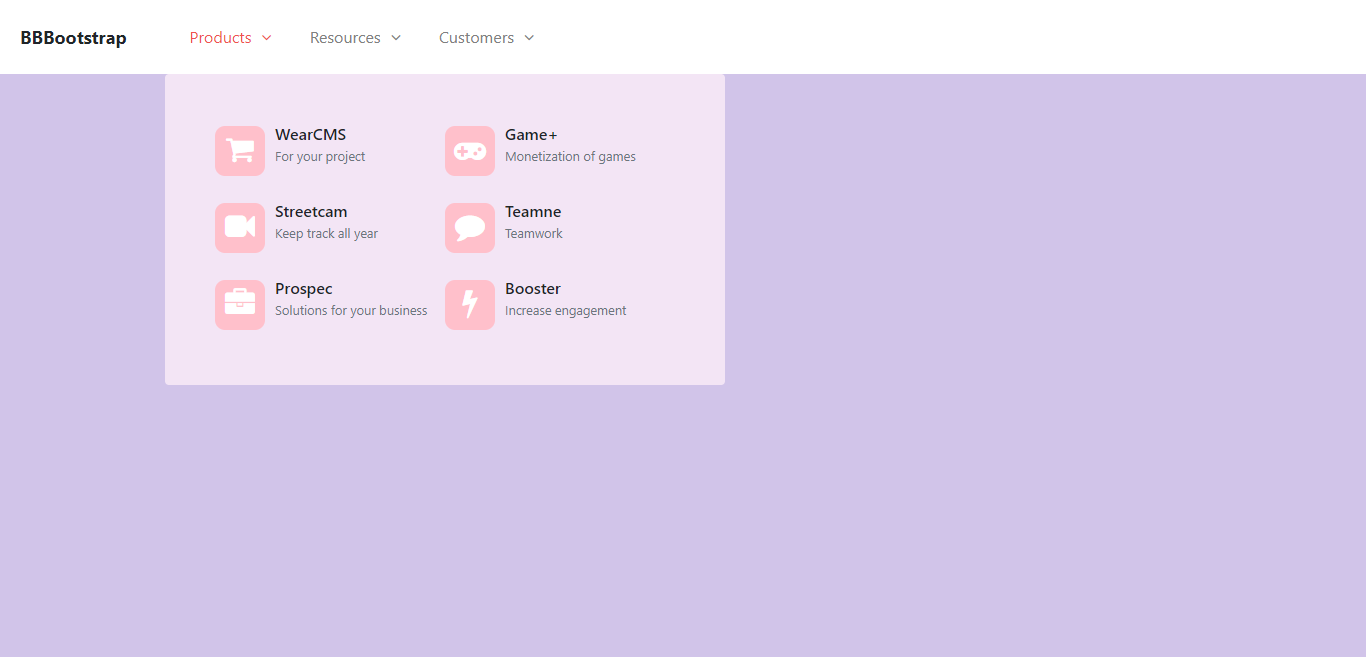 BBBootstrap
Products
Resources
Customers
WearCMS
For your project
Game+
Monetization of games
Streetcam
Keep track all year
Teamne
Teamwork
Prospec
Solutions for your business
Booster
Increase engagement